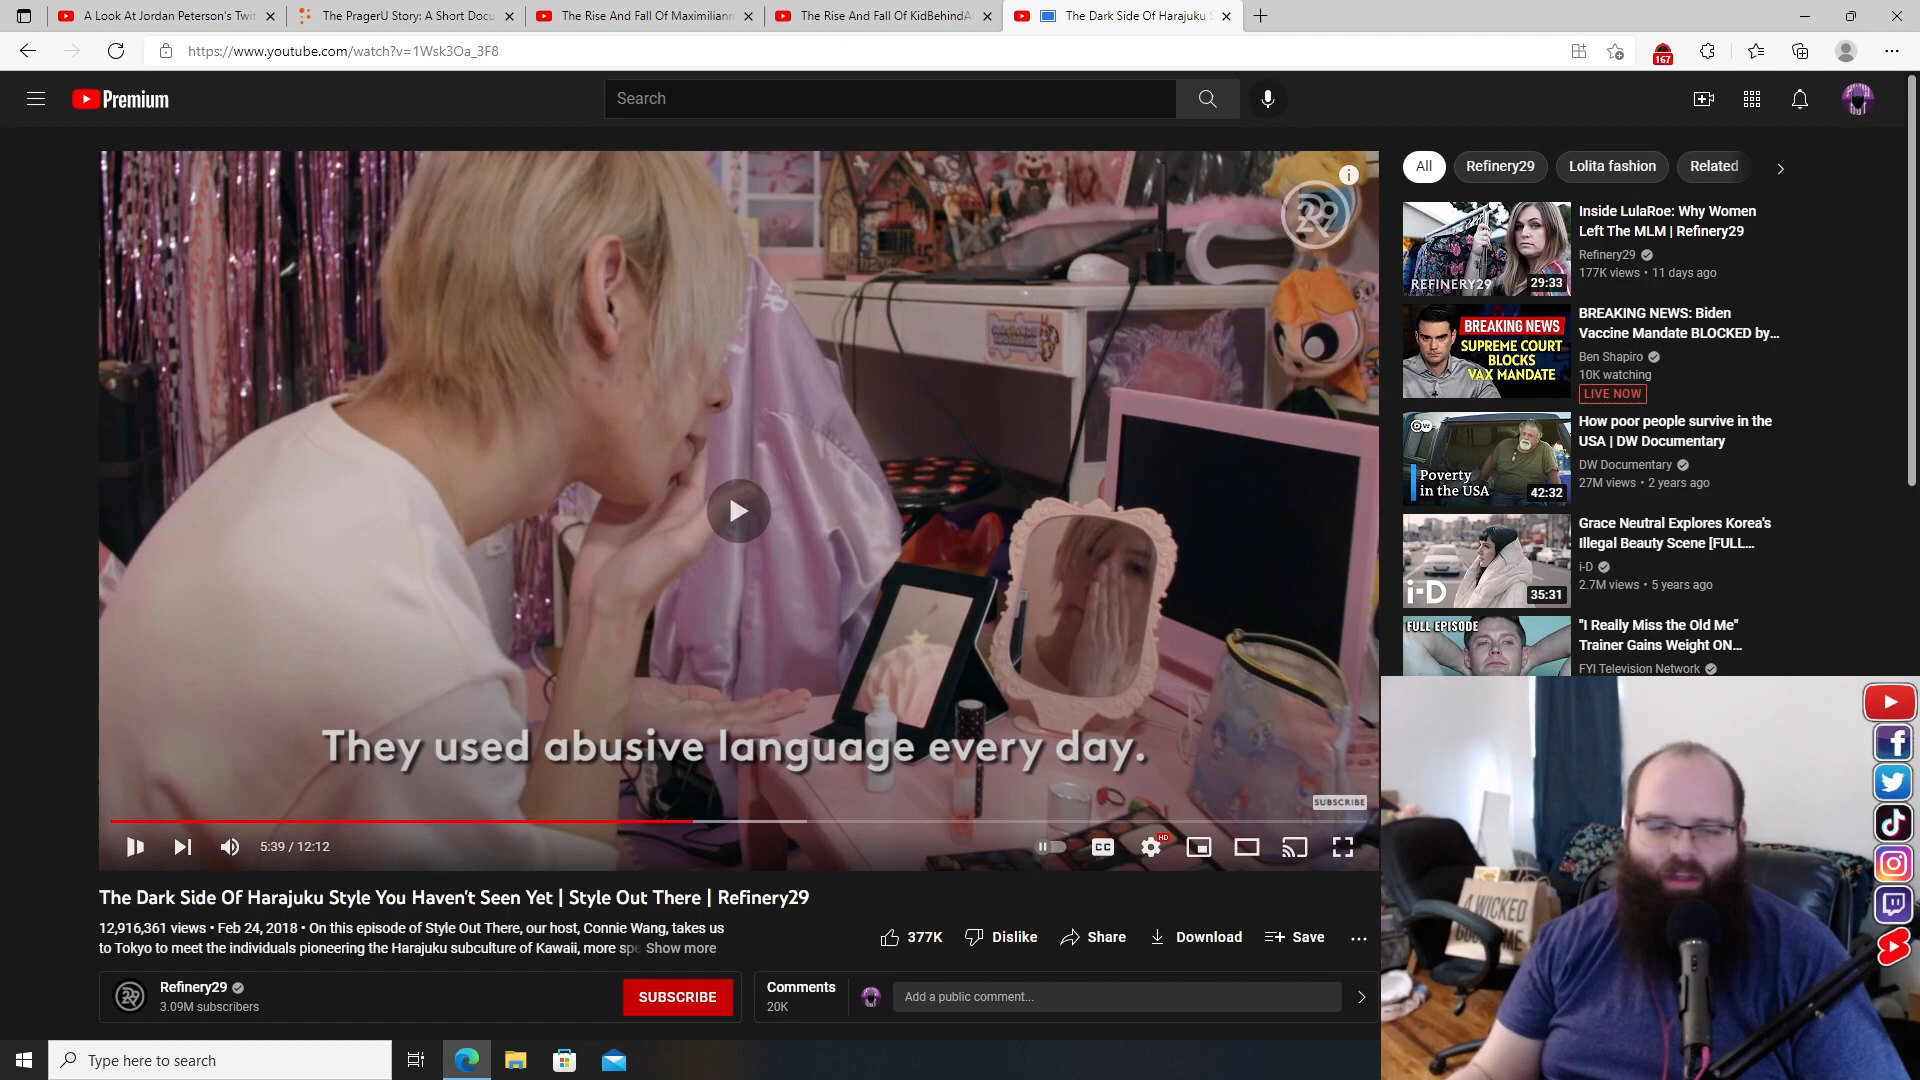 A Look At Jordan Peterson's Twit
The PragerU Story: A Short Docu
The Rise And Fall Of Maximilianm
The Rise And Fall Of KidBehindA
The Dark Side Of Harajuku S
https://www.youtube.com/watch?v=1Wsk3Oa_3F8
167
Premium
Search
All
Refinery29
Lolita fashion
Related
29
They used abusive language every day.
SUBSCRIBE
5:39 / 12:12
CC
HD
The Dark Side Of Harajuku Style You Haven't Seen Yet | Style Out There | Refinery29
12,916,361 views • Feb 24, 2018 • On this episode of Style Out There, our host, Connie Wang, takes us
to Tokyo to meet the individuals pioneering the Harajuku subculture of Kawaii, more spe Show more
377K
Dislike
Share
Download
Save
29
Refinery29
3.09M subscribers
SUBSCRIBE
Comments
20K
Add a public comment...
REFINERY29
29:33
Inside LulaRoe: Why Women
Left The MLM | Refinery29
Refinery29
177K views • 11 days ago
BREAKING NEWS
SUPREME COURT
BLOCKS
VAX MANDATE
BREAKING NEWS: Biden
Vaccine Mandate BLOCKED by...
Ben Shapiro
10K watching
LIVE NOW
DW
Poverty
in the USA
42:32
How poor people survive in the
USA | DW Documentary
DW Documentary
27M views • 2 years ago
i-D
35:31
Grace Neutral Explores Korea's
Illegal Beauty Scene [FULL...
i-D
2.7M views • 5 years ago
FULL EPISODE
"I Really Miss the Old Me"
Trainer Gains Weight ON...
FYI Television Network
A WICKED
Type here to search